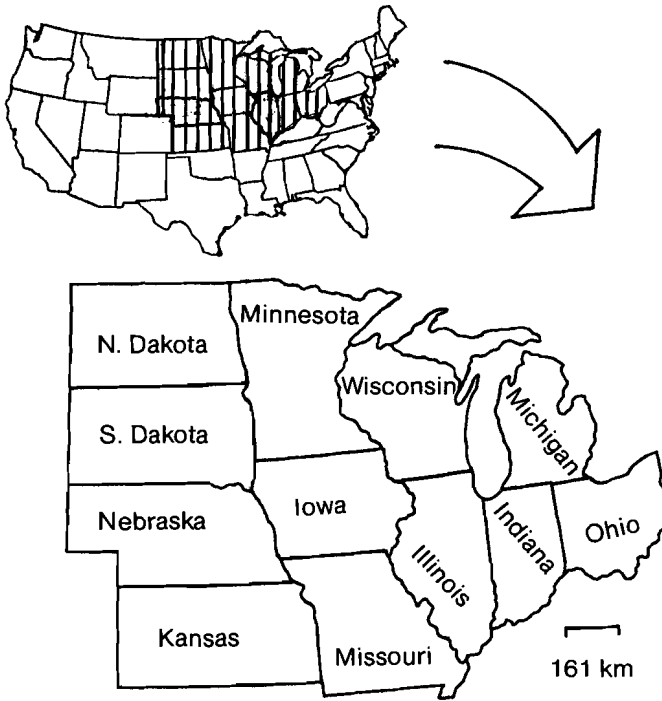 Minnesota
N. Dakota
Wisconsin
Michigan
S. Dakota
Iowa
Nebraska
Indiana
Ohio
Illinois
Kansas
Missouri
161 km